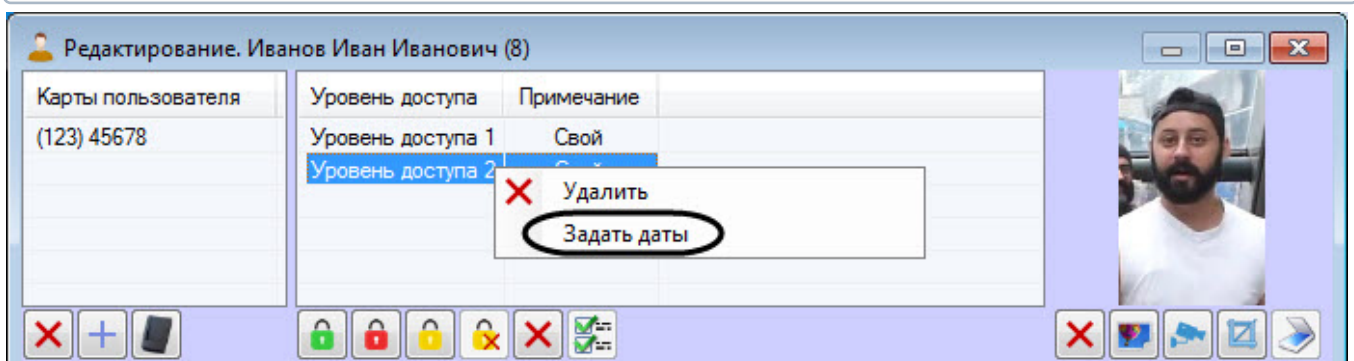 Редактирование. Иванов Иван Иванович (8)
Карты пользователя
(123) 45678
Уровень доступа Примечание
Уровень доступа 1 Свой
Уровень доступа 2
Удалить
Задать даты